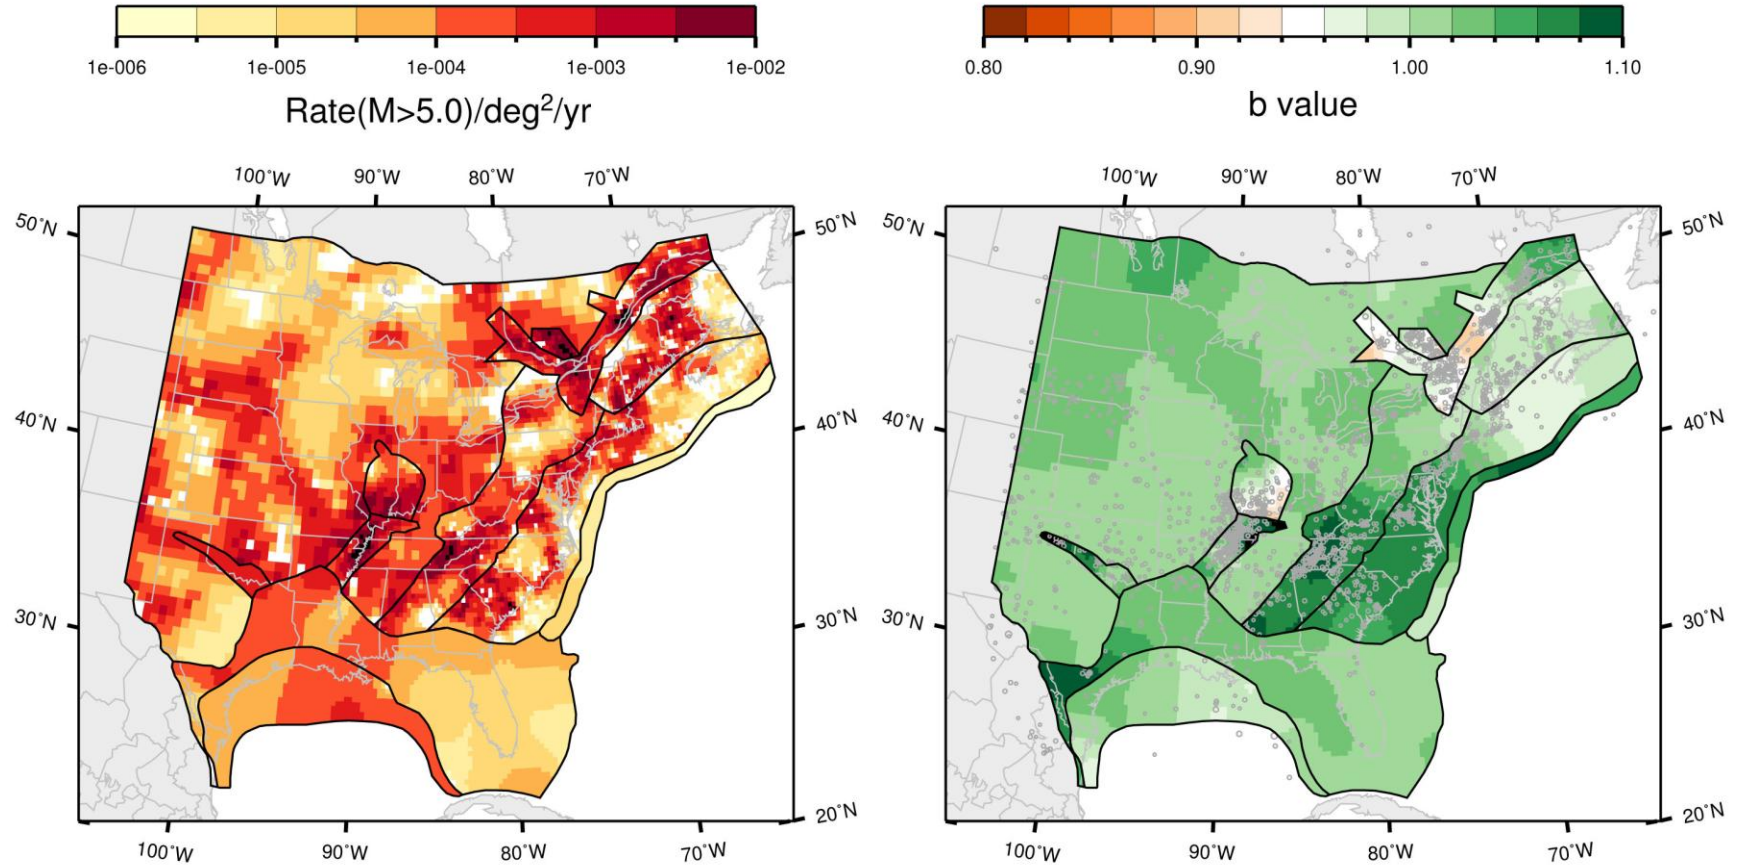 1e-006 1e-005 1e-004 1e-003 1e-002
Rate(M>5.0)/deg²/yr
0.80 0.90 1.00 1.10
b value
100˚W 90˚W 80˚W 70˚W
100˚W 90˚W 80˚W 70˚W
50˚N 50˚N 50˚N 50˚N
40˚N 40˚N 40˚N 40˚N
30˚N 30˚N 30˚N 30˚N
20˚N 20˚N
100˚W 90˚W 80˚W 70˚W
100˚W 90˚W 80˚W 70˚W